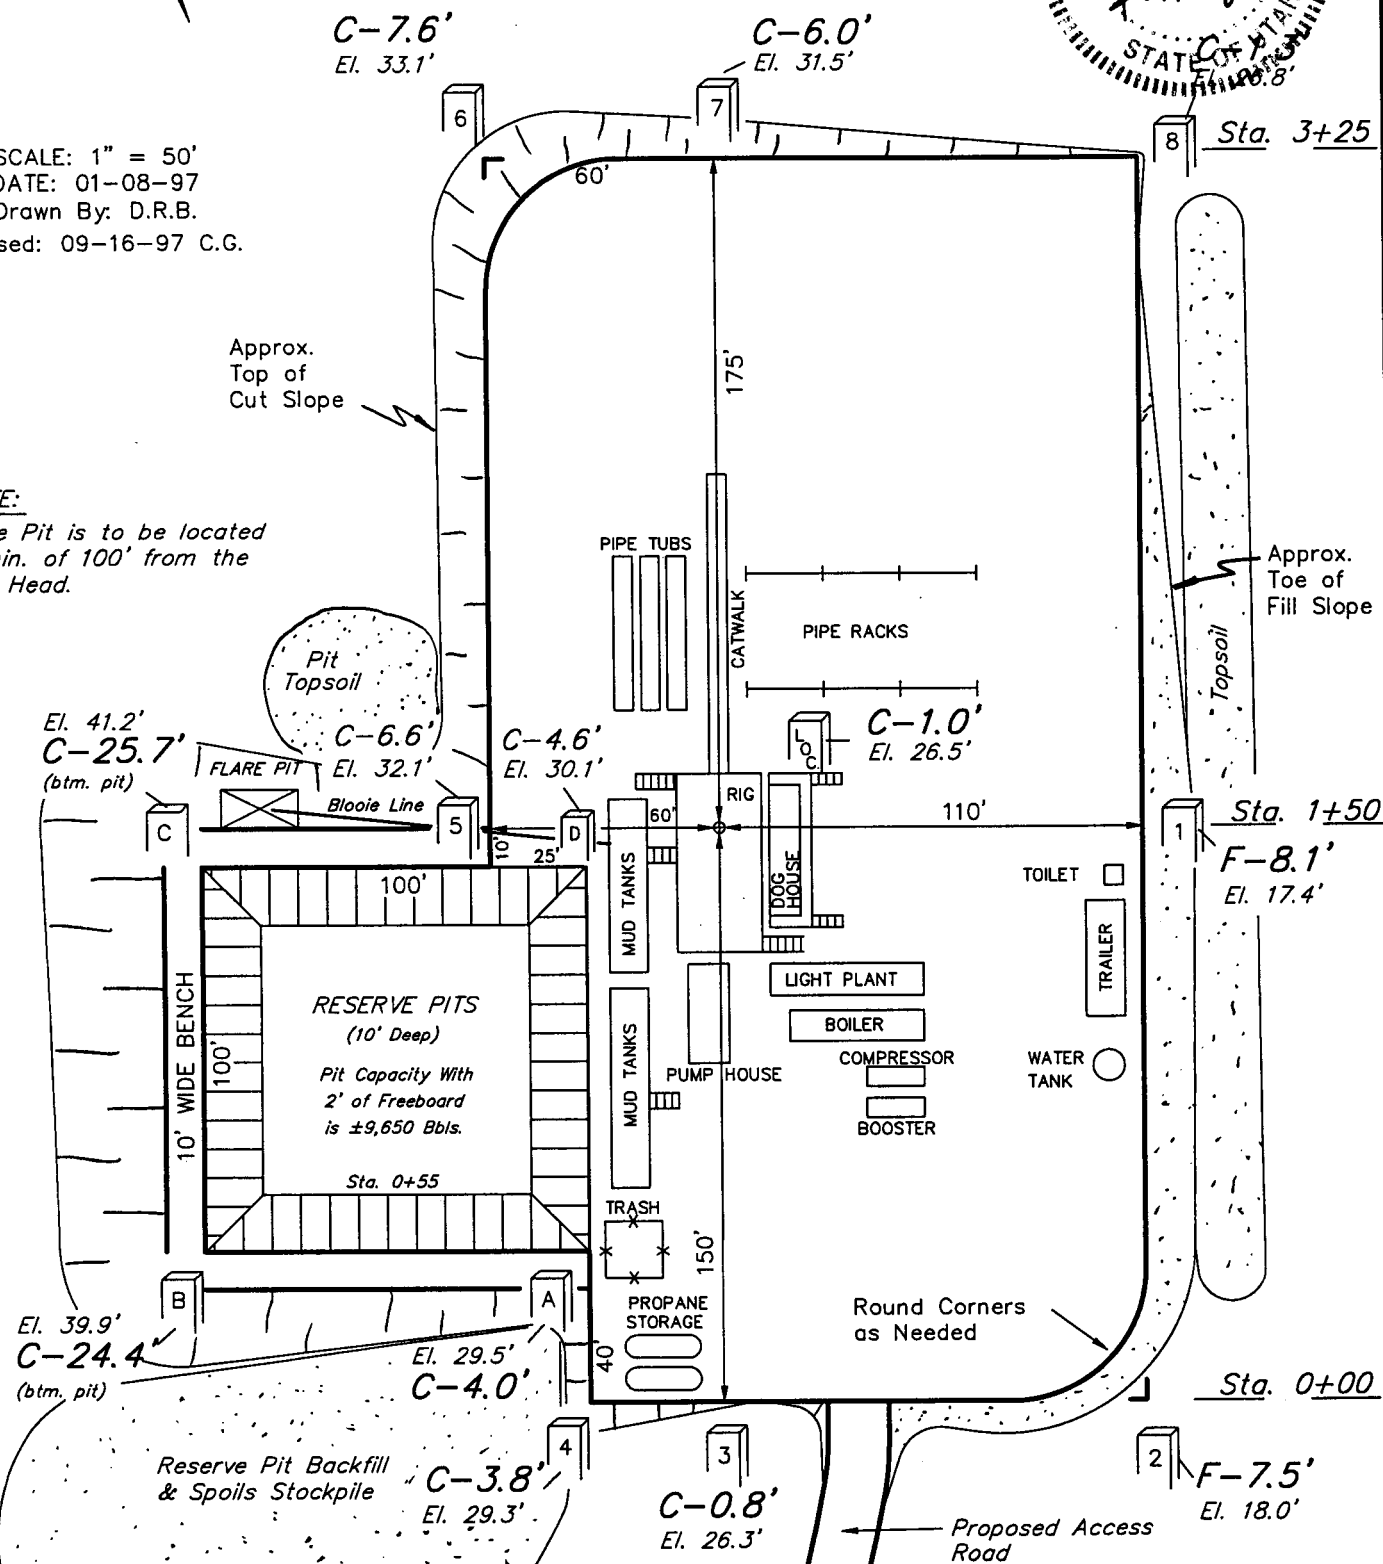 C-7.6'
El. 33.1'
C-6.0'
El. 31.5'
STATE OF UTAH
6
7
8
Sta. 3+25
SCALE: 1" = 50'
DATE: 01-08-97
Drawn By: D.R.B.
sed: 09-16-97 C.G.
60'
Approx.
Top of
Cut Slope
175'
E:
e Pit is to be located
in. of 100' from the
Head.
PIPE TUBS
CATWALK
PIPE RACKS
Approx.
Toe of
Fill Slope
Topsoil
Pit
Topsoil
El. 41.2'
C-25.7'
(btm. pit)
FLARE PIT
C-6.6'
El. 32.1'
C-4.6'
El. 30.1'
LOC.
C-1.0'
El. 26.5'
Blooie Line
C
5
D
60'
RIG
110'
1
Sta. 1+50
F-8.1'
El. 17.4'
10'
25'
100'
MUD TANKS
DOG HOUSE
TOILET
TRAILER
LIGHT PLANT
BOILER
COMPRESSOR
BOOSTER
WATER
TANK
10' WIDE BENCH
100'
RESERVE PITS
(10' Deep)
Pit Capacity With
2' of Freeboard
is ±9,650 Bbls.
Sta. 0+55
MUD TANKS
PUMP HOUSE
TRASH
150'
PROPANE
STORAGE
40'
Round Corners
as Needed
B
A
El. 39.9'
C-24.4'
(btm. pit)
El. 29.5'
C-4.0'
Sta. 0+00
4
3
2
Reserve Pit Backfill
& Spoils Stockpile
C-3.8'
El. 29.3'
C-0.8'
El. 26.3'
F-7.5'
El. 18.0'
Proposed Access
Road